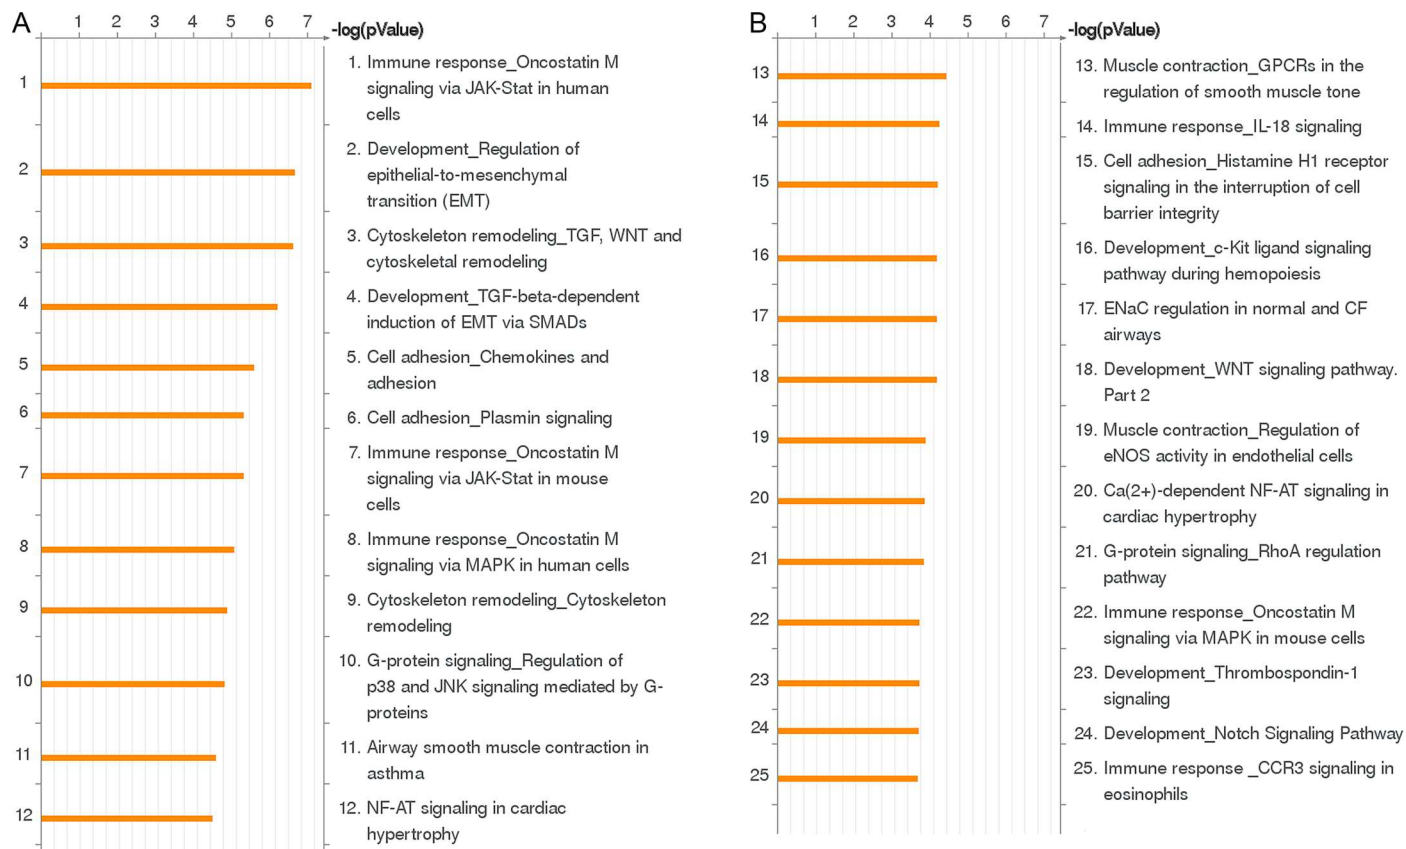 A
1 2 3 4 5 6 7 -log(pValue)
1
2
3
4
5
6
7
8
9
10
11
12
1. Immune response_Oncostatin M
signaling via JAK-Stat in human
cells
2. Development_Regulation of
epithelial-to-mesenchymal
transition (EMT)
3. Cytoskeleton remodeling_TGF, WNT and
cytoskeletal remodeling
4. Development_TGF-beta-dependent
induction of EMT via SMADs
5. Cell adhesion_Chemokines and
adhesion
6. Cell adhesion_Plasmin signaling
7. Immune response_Oncostatin M
signaling via JAK-Stat in mouse
cells
8. Immune response_Oncostatin M
signaling via MAPK in human cells
9. Cytoskeleton remodeling_Cytoskeleton
remodeling
10. G-protein signaling_Regulation of
p38 and JNK signaling mediated by G-
proteins
11. Airway smooth muscle contraction in
asthma
12. NF-AT signaling in cardiac
hypertrophy
B
1 2 3 4 5 6 7 -log(pValue)
13
14
15
16
17
18
19
20
21
22
23
24
25
13. Muscle contraction_GPCRs in the
regulation of smooth muscle tone
14. Immune response_IL-18 signaling
15. Cell adhesion_Histamine H1 receptor
signaling in the interruption of cell
barrier integrity
16. Development_c-Kit ligand signaling
pathway during hemopoiesis
17. ENaC regulation in normal and CF
airways
18. Development_WNT signaling pathway.
Part 2
19. Muscle contraction_Regulation of
eNOS activity in endothelial cells
20. Ca(2+)-dependent NF-AT signaling in
cardiac hypertrophy
21. G-protein signaling_RhoA regulation
pathway
22. Immune response_Oncostatin M
signaling via MAPK in mouse cells
23. Development_Thrombospondin-1
signaling
24. Development_Notch Signaling Pathway
25. Immune response _CCR3 signaling in
eosinophils